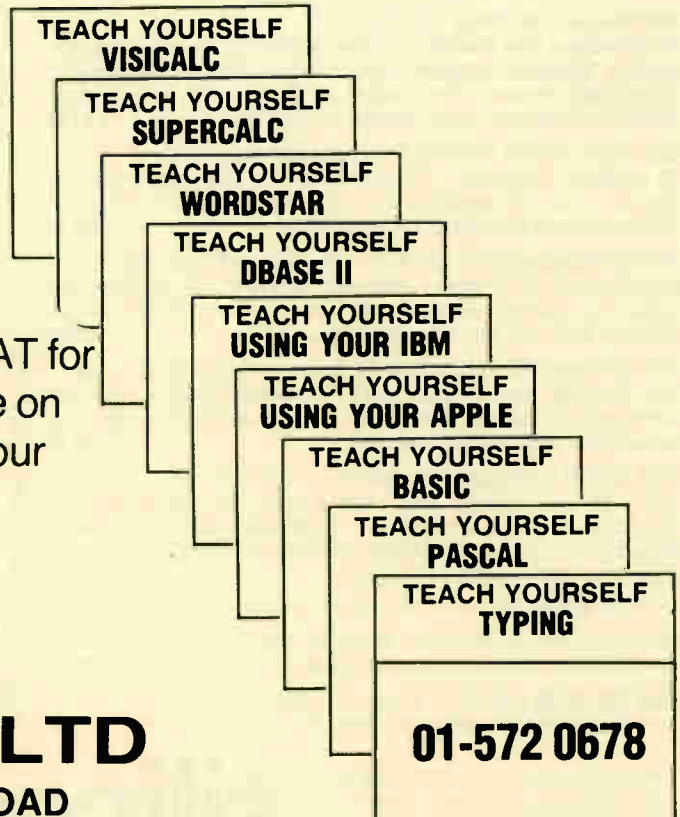 TEACH YOURSELF
VISICALC
TEACH YOURSELF
SUPERCALC
TEACH YOURSELF
WORDSTAR
TEACH YOURSELF
DBASE II
TEACH YOURSELF
USING YOUR IBM
TEACH YOURSELF
USING YOUR APPLE
TEACH YOURSELF
BASIC
TEACH YOURSELF
PASCAL
TEACH YOURSELF
TYPING
01-572 0678
AT for
e on
our
LTD
OAD